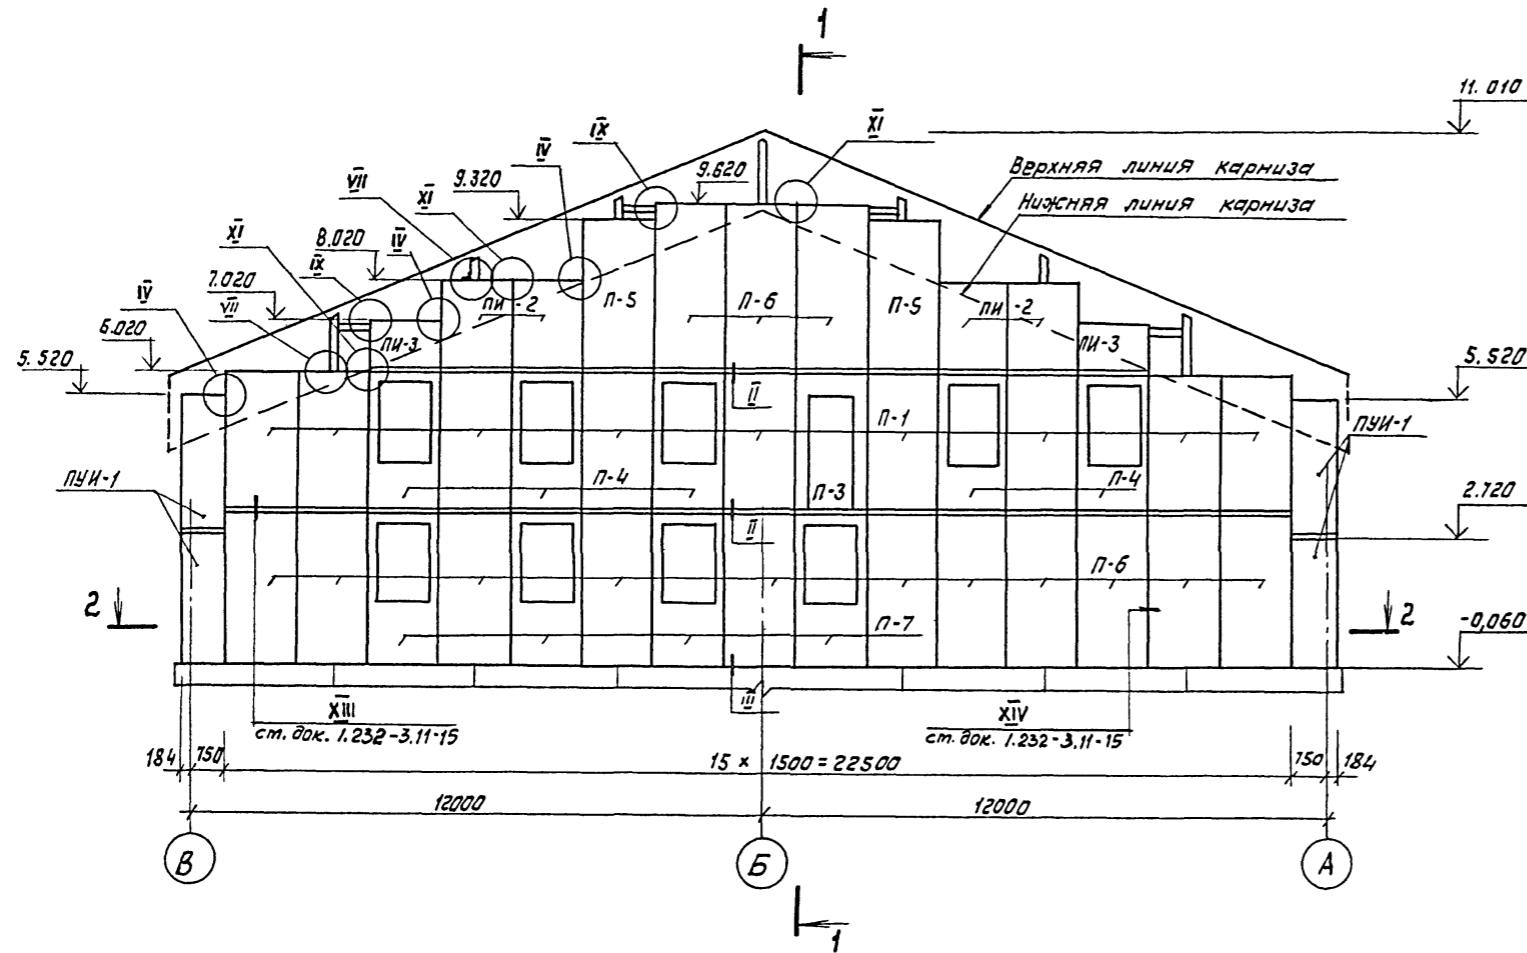 1
11.010
IX
XI
IV
VII
9.620
9.320
XI
Верхняя линия карниза
Нижняя линия карниза
XI
IX
8.020
IV
7.020
IV
VII
6.020
5.520
ПИ-2
П-5
П-6
П-5
ПИ-2
ПИ-3
ПИ-3
5.520
II
П-1
ПУИ-1
ПУИ-1
П-4
П-3
П-4
2.720
II
П-6
2
2
П-7
-0,060
III
XIII
ст. док. 1.232-3.11-15
XIV
ст. док. 1.232-3.11-15
184
750
15 × 1500 = 22500
750
184
12000
12000
В
Б
А
1